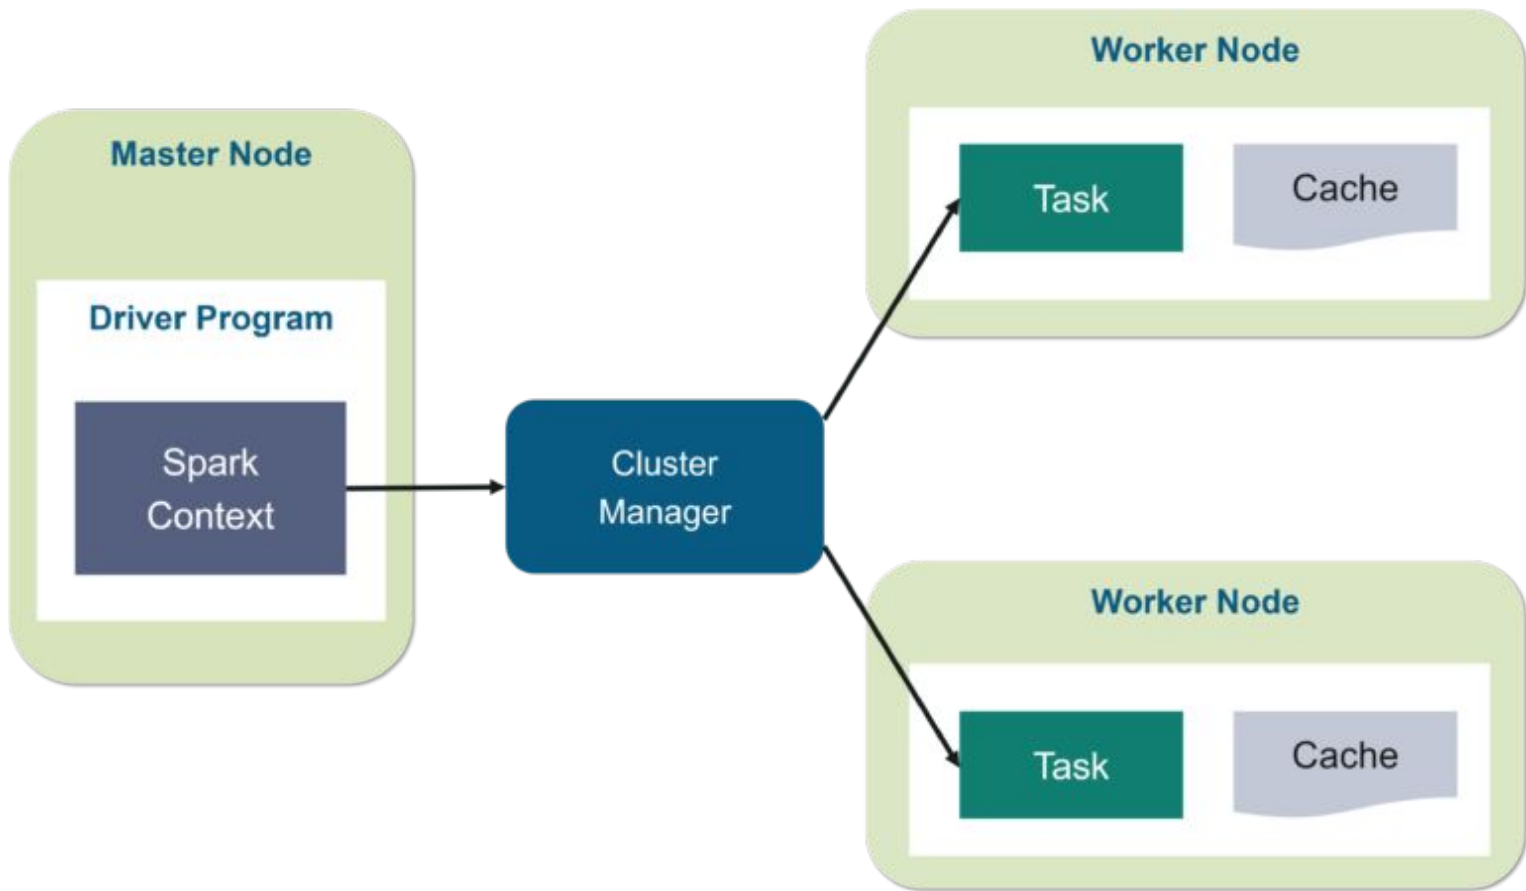 Master Node
Driver Program
Spark
Context
Cluster
Manager
Worker Node
Task
Cache
Worker Node
Task
Cache